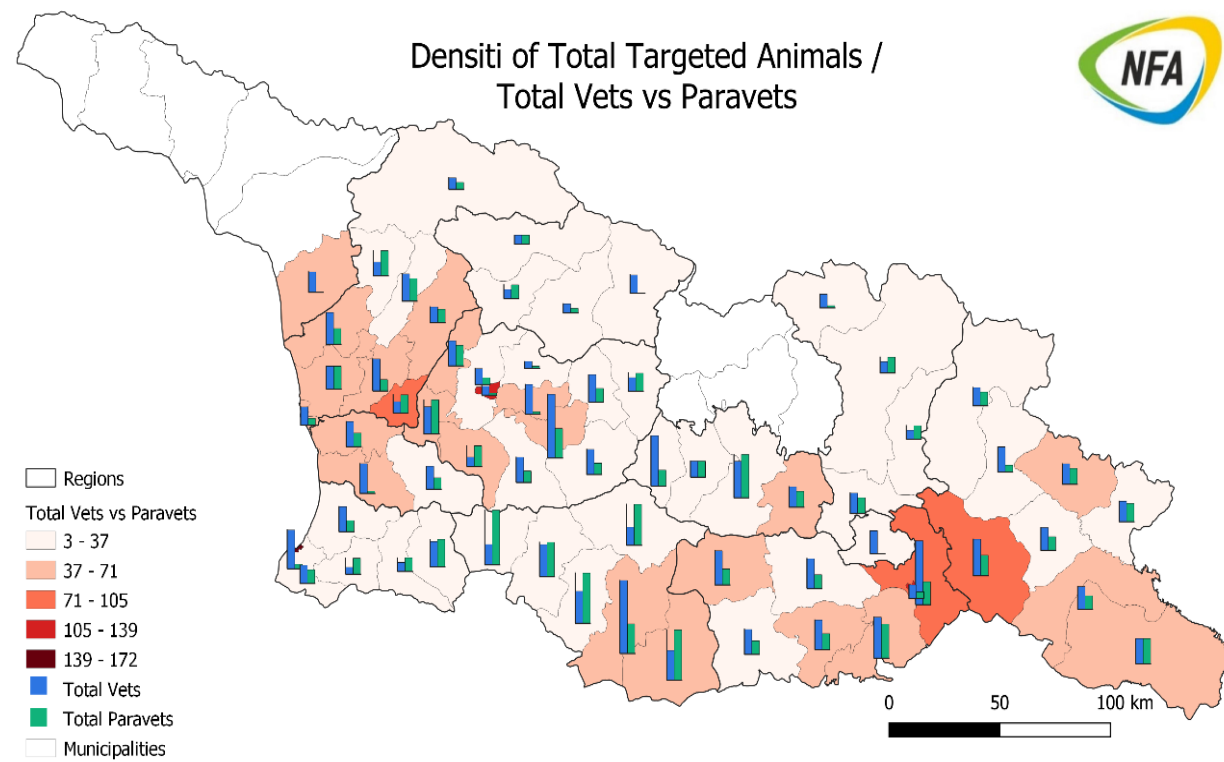 Densiti of Total Targeted Animals /
Total Vets vs Paravets
NFA
Regions
Total Vets vs Paravets
3 - 37
37 - 71
71 - 105
105 - 139
139 - 172
Total Vets
Total Paravets
Municipalities
0 50 100 km